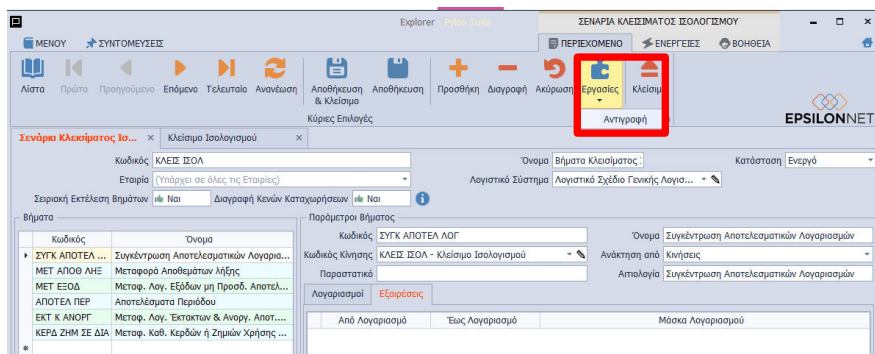 Explorer - Pylon Suite ΣΕΝΑΡΙΑ ΚΛΕΙΣΙΜΑΤΟΣ ΙΣΟΛΟΓΙΣΜΟΥ
ΜΕΝΟΥ ΣΥΝΤΟΜΕΥΣΕΙΣ ΠΕΡΙΕΧΟΜΕΝΟ ΕΝΕΡΓΕΙΕΣ ΒΟΗΘΕΙΑ
Λίστα Πρώτο Προηγούμενο Επόμενο Τελευταίο Ανανέωση Αποθήκευση & Κλείσιμο Αποθήκευση Προσθήκη Διαγραφή Ακύρωση Εργασίες Κλείσιμ
Κύριες Επιλογές Αντιγραφή EPSILONNET
Σενάρια Κλεισίματος Ισ... × Κλείσιμο Ισολογισμού ×
Κωδικός ΚΛΕΙΣ ΙΣΟΛ Όνομα Βήματα Κλεισίματος Κατάσταση Ενεργό
Εταιρία (Υπάρχει σε όλες τις Εταιρίες) Λογιστικό Σύστημα Λογιστικό Σχέδιο Γενικής Λογισ...
Σειριακή Εκτέλεση Βημάτων Ναι Διαγραφή Κενών Καταχωρήσεων Ναι
Βήματα Παράμετροι Βήματος
Κωδικός Όνομα Κωδικός ΣΥΓΚ ΑΠΟΤΕΛ ΛΟΓ Όνομα Συγκέντρωση Αποτελεσματικών Λογαριασμών
ΣΥΓΚ ΑΠΟΤΕΛ ... Συγκέντρωση Αποτελεσματικών Λογαρια... Κωδικός Κίνησης ΚΛΕΙΣ ΙΣΟΛ - Κλείσιμο Ισολογισμού Ανάκτηση από Κινήσεις
ΜΕΤ ΑΠΟΘ ΛΗΞ Μεταφορά Αποθεμάτων λήξης Παραστατικό Αιτιολογία Συγκέντρωση Αποτελεσματικών Λογαριασμών
ΜΕΤ ΕΞΟΔ Μεταφ. Λογ. Εξόδων μη Προσδ. Αποτελ...
ΑΠΟΤΕΛ ΠΕΡ Αποτελέσματα Περιόδου Λογαριασμοί Εξαιρέσεις
ΕΚΤ Κ ΑΝΟΡΓ Μεταφ. Λογ. Έκτακτων & Ανοργ. Αποτ.... Από Λογαριασμό Έως Λογαριασμό Μάσκα Λογαριασμού
ΚΕΡΔ ΖΗΜ ΣΕ ΔΙΑ Μεταφ. Καθ. Κερδών ή Ζημιών Χρήσης ...